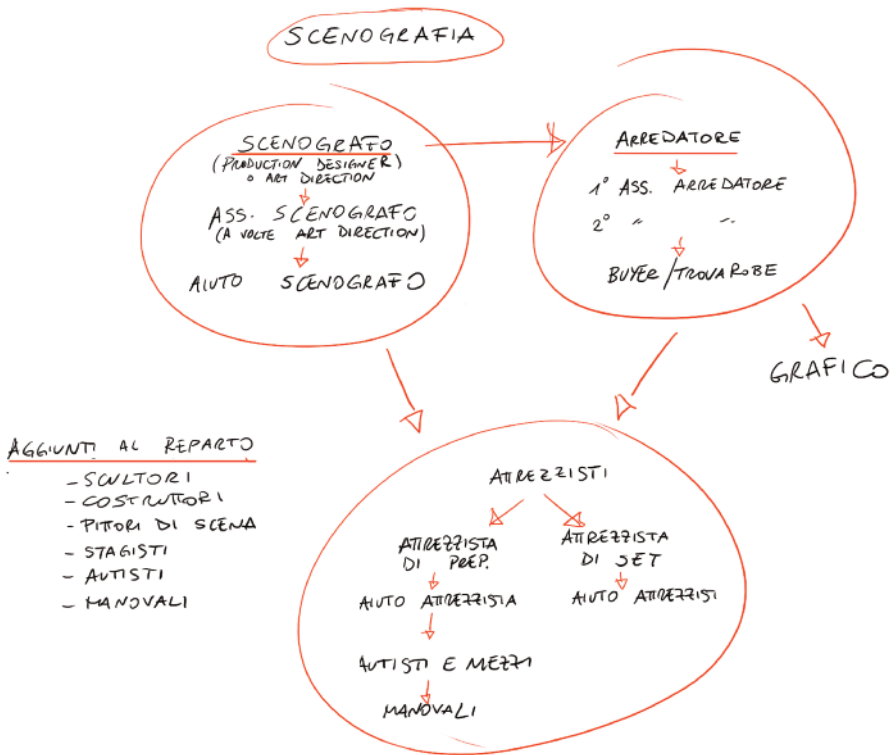 SCENOGRAFIA
SCENOGRAFO
(PRODUCTION DESIGNER)
O ART DIRECTION
ASS. SCENOGRAFO
(A VOLTE ART DIRECTION)
AIUTO SCENOGRAFO
ARREDATORE
1° ASS. ARREDATORE
2° " "
BUYER/TROVAROBE
GRAFICO
AGGIUNTI AL REPARTO
- SCULTORI
- COSTRUTTORI
- PITTORI DI SCENA
- STAGISTI
- AUTISTI
- MANOVALI
ATTREZZISTI
ATTREZZISTA
DI PREP.
AIUTO ATTREZZISTA
AUTISTI E MEZZI
MANOVALI
ATTREZZISTA
DI SET
AIUTO ATTREZZISTI